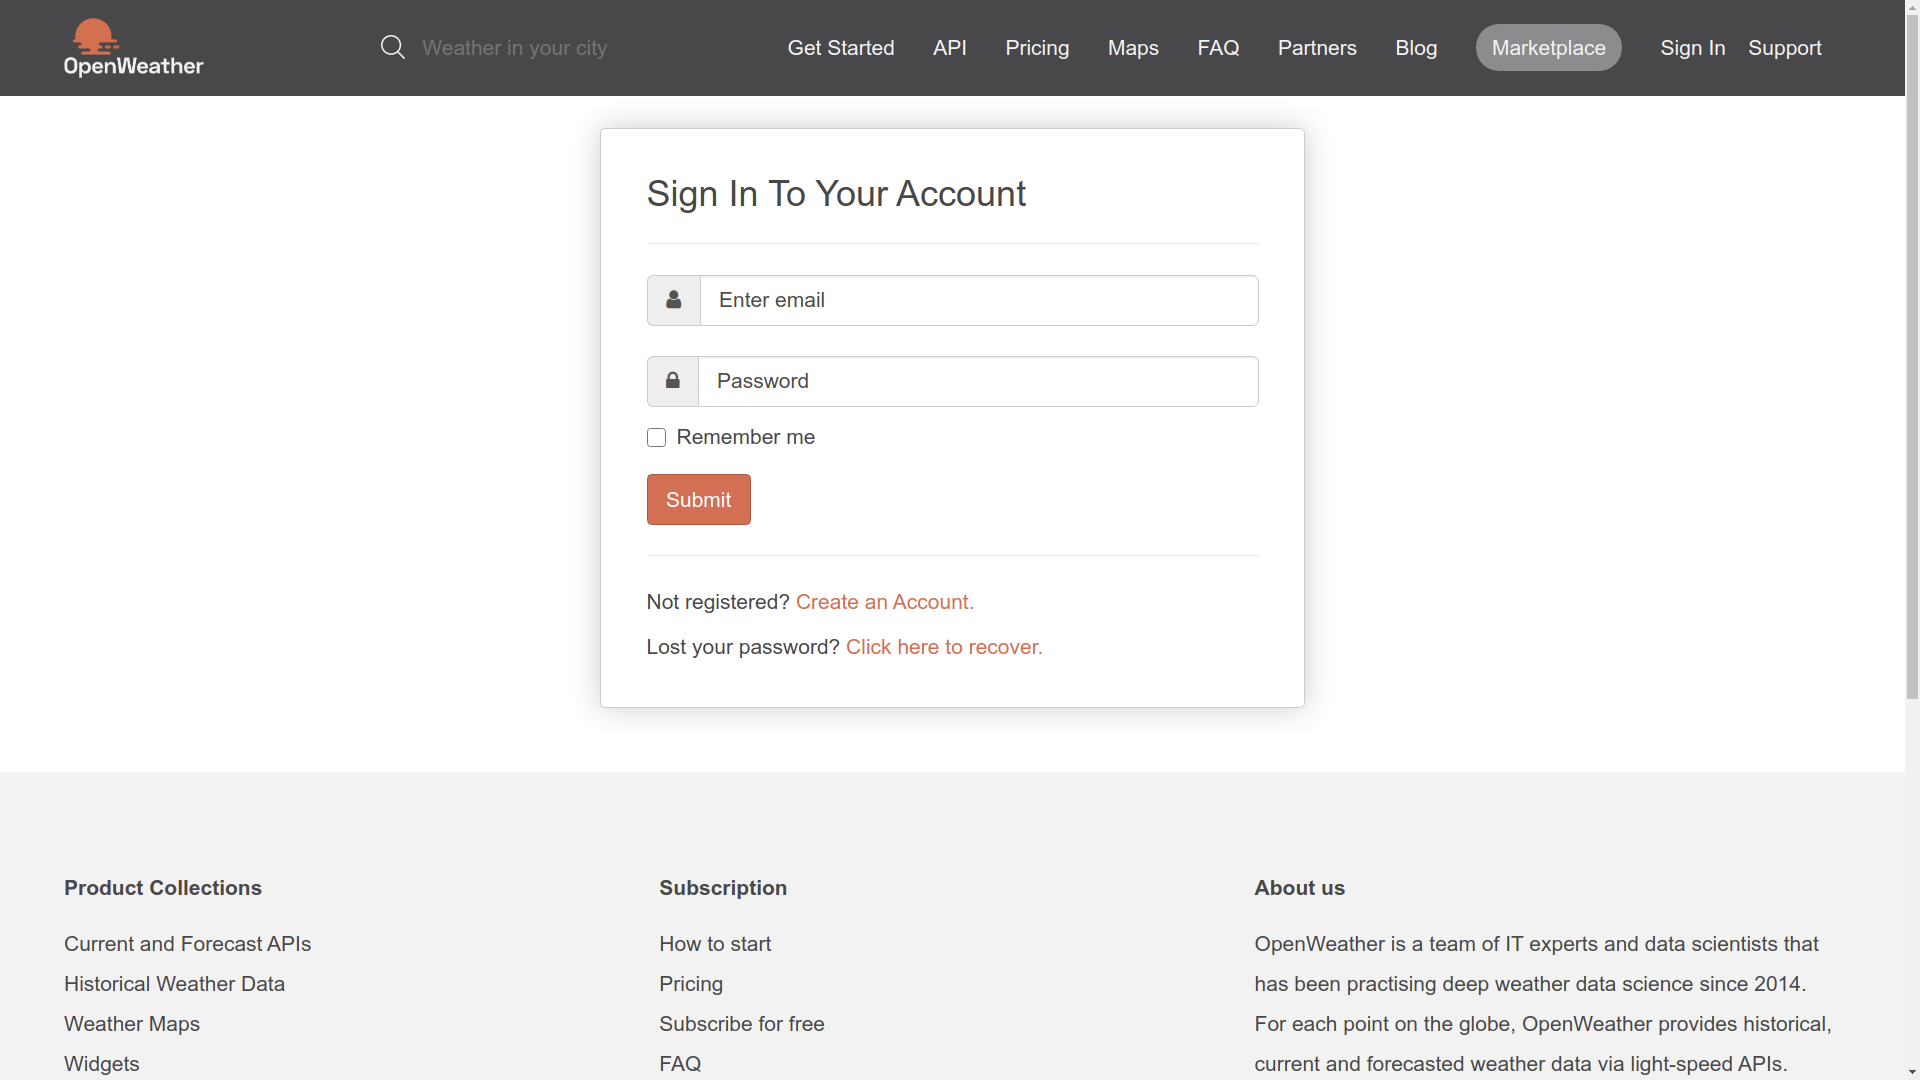 OpenWeather
Weather in your city
Get Started
API
Pricing
Maps
FAQ
Partners
Blog
Marketplace
Sign In
Support
Sign In To Your Account
Enter email
Password
Remember me
Submit
Not registered? Create an Account.
Lost your password? Click here to recover.
Product Collections
Current and Forecast APIs
Historical Weather Data
Weather Maps
Widgets
Subscription
How to start
Pricing
Subscribe for free
FAQ
About us
OpenWeather is a team of IT experts and data scientists that
has been practising deep weather data science since 2014.
For each point on the globe, OpenWeather provides historical,
current and forecasted weather data via light-speed APIs.